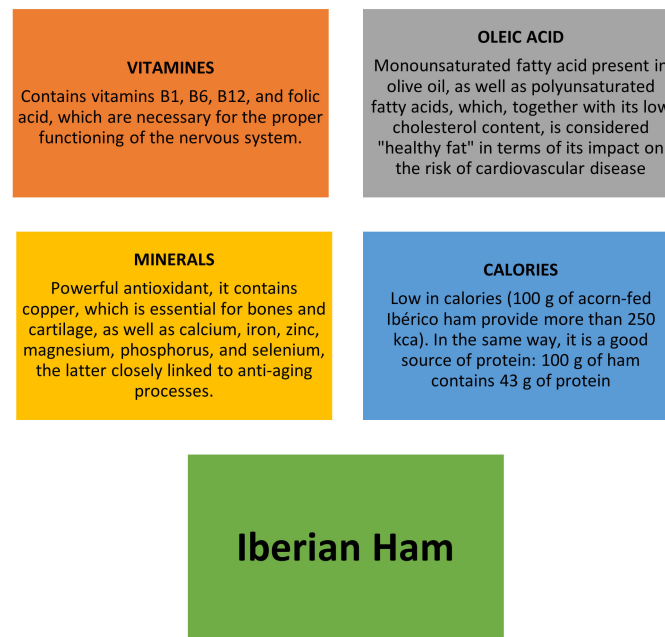 VITAMINES
Contains vitamins B1, B6, B12, and folic
acid, which are necessary for the proper
functioning of the nervous system.
OLEIC ACID
Monounsaturated fatty acid present in
olive oil, as well as polyunsaturated
fatty acids, which, together with its low
cholesterol content, is considered
"healthy fat" in terms of its impact on
the risk of cardiovascular disease
MINERALS
Powerful antioxidant, it contains
copper, which is essential for bones and
cartilage, as well as calcium, iron, zinc,
magnesium, phosphorus, and selenium,
the latter closely linked to anti-aging
processes.
CALORIES
Low in calories (100 g of acorn-fed
Ibérico ham provide more than 250
kca). In the same way, it is a good
source of protein: 100 g of ham
contains 43 g of protein
Iberian Ham